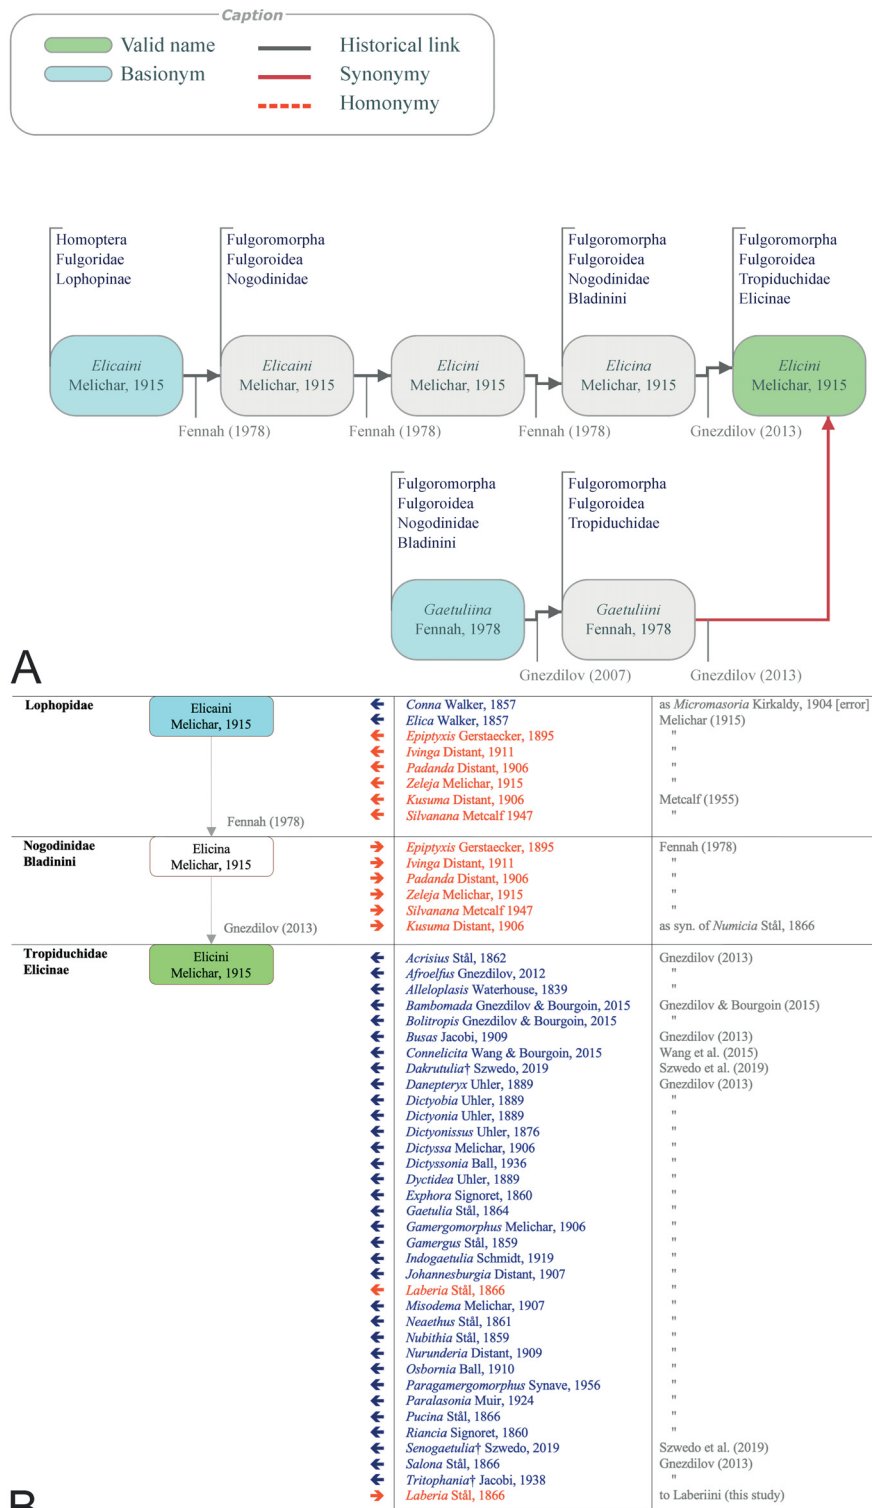 Caption
Valid name
Historical link
Basionym
Synonymy
Homonymy
Homoptera
Fulgoridae
Lophopinae
Fulgoromorpha
Fulgoroidea
Nogodinidae
Fulgoromorpha
Fulgoroidea
Nogodinidae
Bladinini
Fulgoromorpha
Fulgoroidea
Tropiduchidae
Elicinae
Elicaini
Melichar, 1915
Elicaini
Melichar, 1915
Elicini
Melichar, 1915
Elicina
Melichar, 1915
Elicini
Melichar, 1915
Fennah (1978)
Fennah (1978)
Fennah (1978)
Gnezdilov (2013)
Fulgoromorpha
Fulgoroidea
Nogodinidae
Bladinini
Fulgoromorpha
Fulgoroidea
Tropiduchidae
Gaetuliina
Fennah, 1978
Gaetuliini
Fennah, 1978
Gnezdilov (2007)
Gnezdilov (2013)
A
Lophopidae
Elicaini
Melichar, 1915
Conna Walker, 1857 as Micromasoria Kirkaldy, 1904 [error]
Elica Walker, 1857 Melichar (1915)
Epiptyxis Gerstaecker, 1895 "
Ivinga Distant, 1911 "
Padanda Distant, 1906 "
Zeleja Melichar, 1915 "
Kusuma Distant, 1906 Metcalf (1955)
Silvanana Metcalf 1947 "
Fennah (1978)
Nogodinidae
Bladinini
Elicina
Melichar, 1915
Epiptyxis Gerstaecker, 1895 Fennah (1978)
Ivinga Distant, 1911 "
Padanda Distant, 1906 "
Zeleja Melichar, 1915 "
Silvanana Metcalf 1947 "
Kusuma Distant, 1906 as syn. of Numicia Stål, 1866
Gnezdilov (2013)
Tropiduchidae
Elicinae
Elicini
Melichar, 1915
Acrisius Stål, 1862 Gnezdilov (2013)
Afroelfus Gnezdilov, 2012 "
Alleloplasis Waterhouse, 1839 "
Bambomada Gnezdilov & Bourgoin, 2015 Gnezdilov & Bourgoin (2015)
Bolitropis Gnezdilov & Bourgoin, 2015 "
Busas Jacobi, 1909 Gnezdilov (2013)
Connelicita Wang & Bourgoin, 2015 Wang et al. (2015)
Dakrutulia† Szwedo, 2019 Szwedo et al. (2019)
Danepteryx Uhler, 1889 Gnezdilov (2013)
Dictyobia Uhler, 1889 "
Dictyonia Uhler, 1889 "
Dictyonissus Uhler, 1876 "
Dictyssa Melichar, 1906 "
Dictyssonia Ball, 1936 "
Dyctidea Uhler, 1889 "
Exphora Signoret, 1860 "
Gaetulia Stål, 1864 "
Gamergomorphus Melichar, 1906 "
Gamergus Stål, 1859 "
Indogaetulia Schmidt, 1919 "
Johannesburgia Distant, 1907 "
Laberia Stål, 1866 "
Misodema Melichar, 1907 "
Neaethus Stål, 1861 "
Nubithia Stål, 1859 "
Nurunderia Distant, 1909 "
Osbornia Ball, 1910 "
Paragamergomorphus Synave, 1956 "
Paralasonia Muir, 1924 "
Pucina Stål, 1866 "
Riancia Signoret, 1860 "
Senogaetulia† Szwedo, 2019 Szwedo et al. (2019)
Salona Stål, 1866 Gnezdilov (2013)
Tritophania† Jacobi, 1938 "
Laberia Stål, 1866 to Laberiini (this study)
B